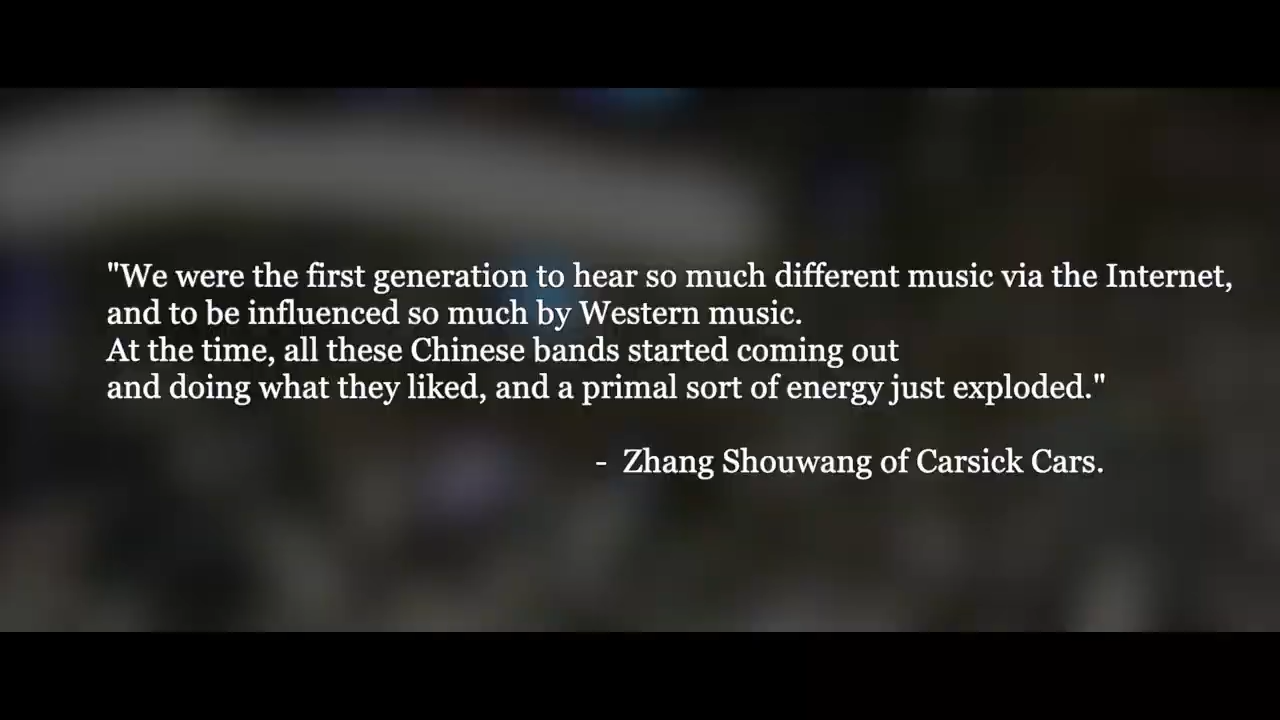 "We were the first generation to hear so much different music via the Internet,
and to be influenced so much by Western music.
At the time, all these Chinese bands started coming out
and doing what they liked, and a primal sort of energy just exploded."
- Zhang Shouwang of Carsick Cars.